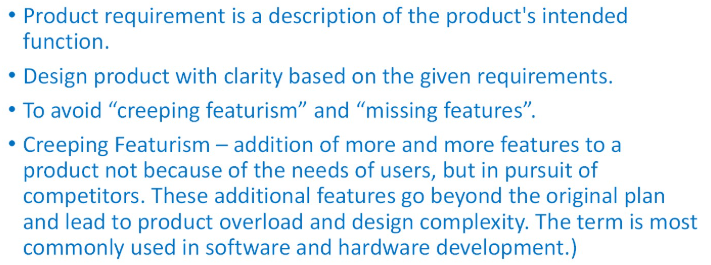 • Product requirement is a description of the product's intended
function.
• Design product with clarity based on the given requirements.
• To avoid “creeping featurism” and “missing features”.
• Creeping Featurism – addition of more and more features to a
product not because of the needs of users, but in pursuit of
competitors. These additional features go beyond the original plan
and lead to product overload and design complexity. The term is most
commonly used in software and hardware development.)